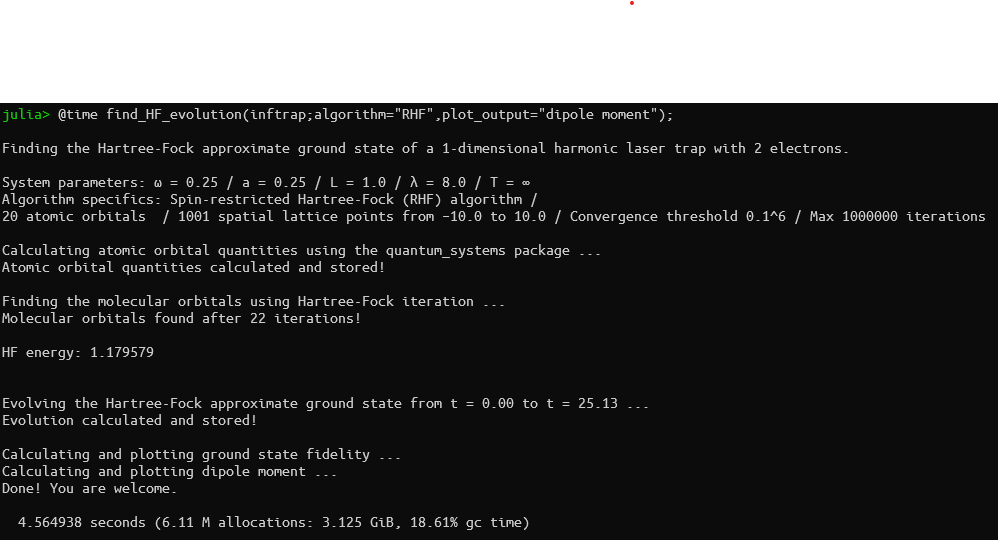 julia> @time find_HF_evolution(inftrap;algorithm="RHF",plot_output="dipole moment");
Finding the Hartree-Fock approximate ground state of a 1-dimensional harmonic laser trap with 2 electrons.
System parameters: ω = 0.25 / a = 0.25 / L = 1.0 / λ = 8.0 / T = ∞
Algorithm specifics: Spin-restricted Hartree-Fock (RHF) algorithm /
20 atomic orbitals  / 1001 spatial lattice points from -10.0 to 10.0 / Convergence threshold 0.1^6 / Max 1000000 iterations
Calculating atomic orbital quantities using the quantum_systems package ...
Atomic orbital quantities calculated and stored!
Finding the molecular orbitals using Hartree-Fock iteration ...
Molecular orbitals found after 22 iterations!
HF energy: 1.179579
Evolving the Hartree-Fock approximate ground state from t = 0.00 to t = 25.13 ...
Evolution calculated and stored!
Calculating and plotting ground state fidelity ...
Calculating and plotting dipole moment ...
Done! You are welcome.
4.564938 seconds (6.11 M allocations: 3.125 GiB, 18.61% gc time)